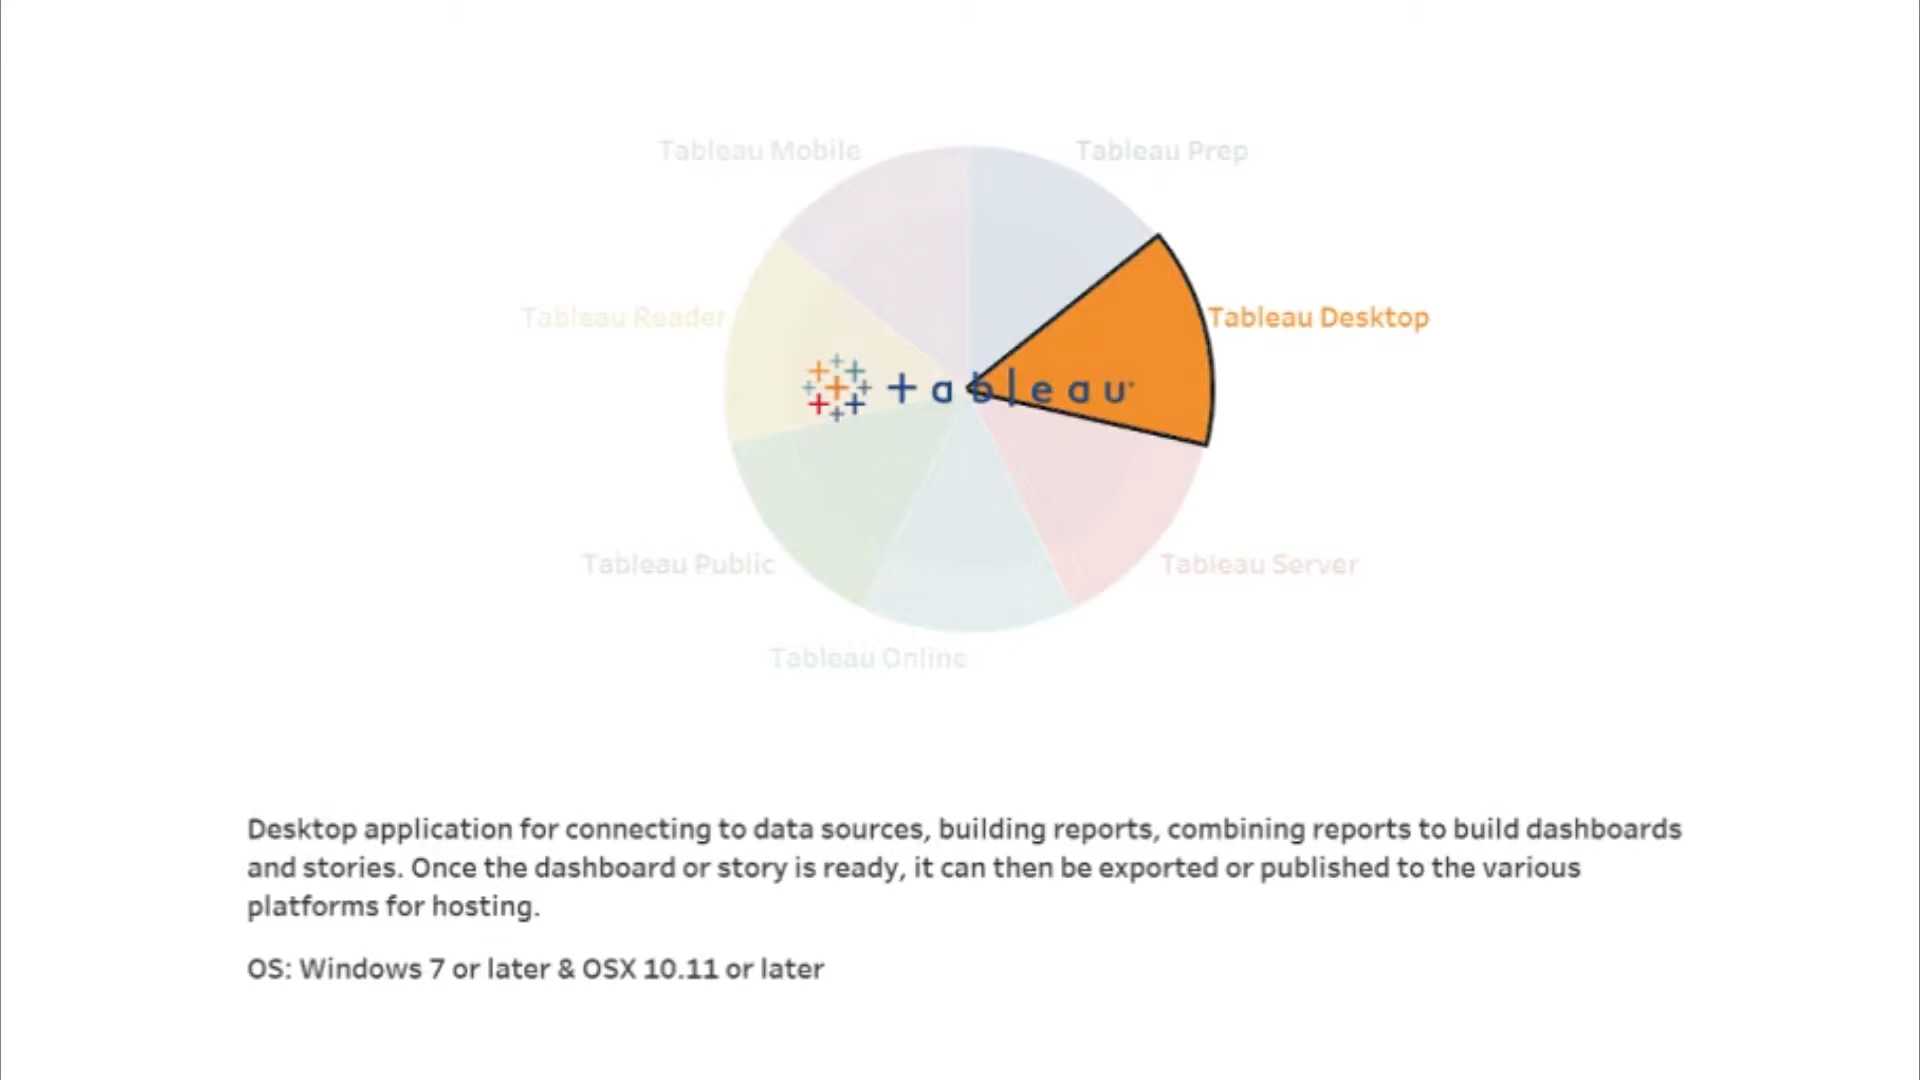 Tableau Mobile
Tableau Prep
Tableau Reader
Tableau Desktop
+ableau
Tableau Public
Tableau Server
Tableau Online
Desktop application for connecting to data sources, building reports, combining reports to build dashboards
and stories. Once the dashboard or story is ready, it can then be exported or published to the various
platforms for hosting.
OS: Windows 7 or later & OSX 10.11 or later